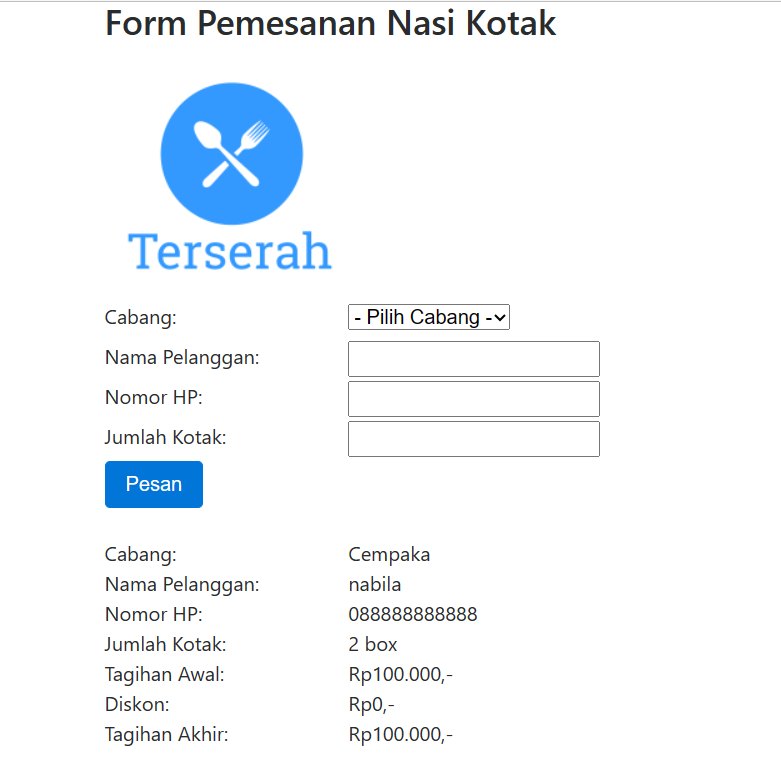 Form Pemesanan Nasi Kotak
Terserah
Cabang: - Pilih Cabang -
Nama Pelanggan:
Nomor HP:
Jumlah Kotak:
Pesan
Cabang: Cempaka
Nama Pelanggan: nabila
Nomor HP: 088888888888
Jumlah Kotak: 2 box
Tagihan Awal: Rp100.000,-
Diskon: Rp0,-
Tagihan Akhir: Rp100.000,-